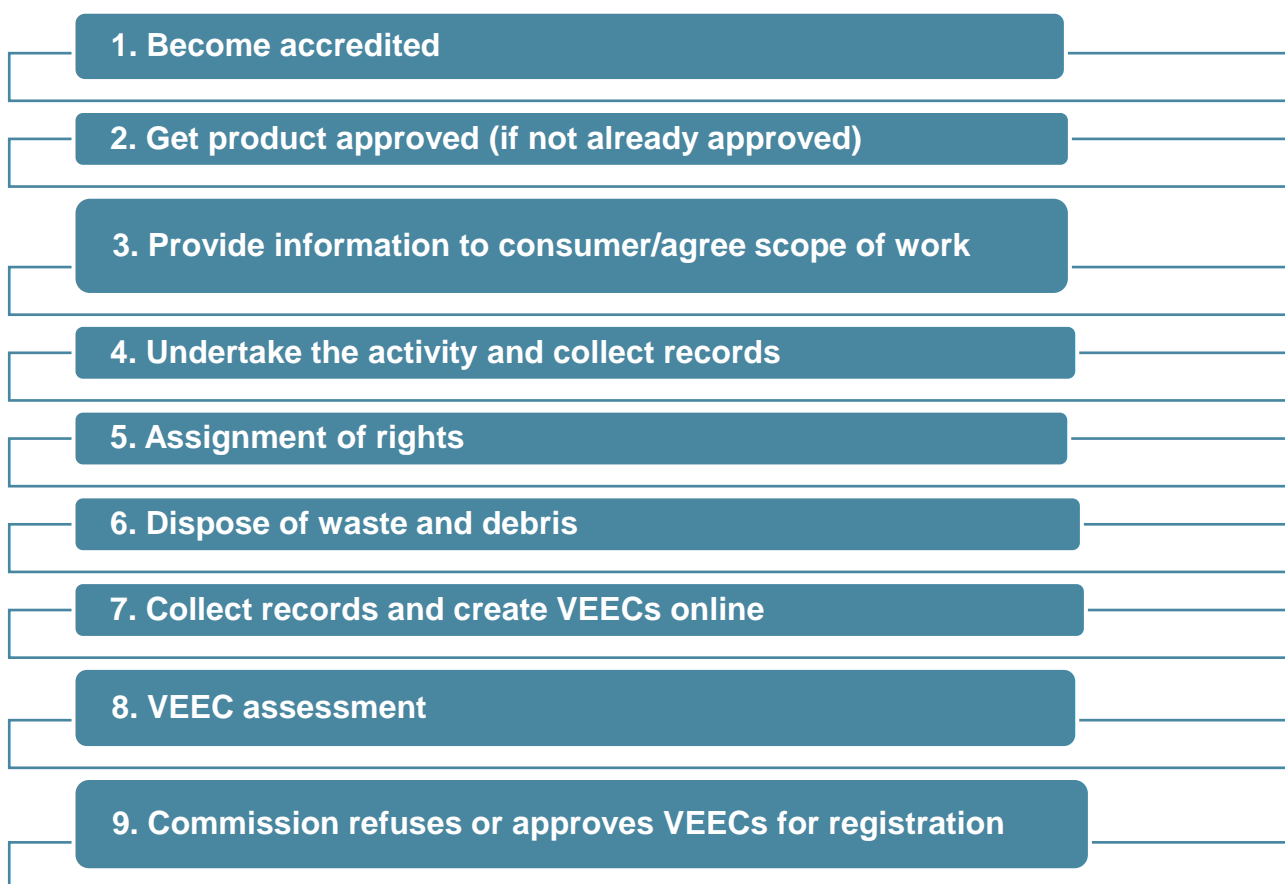 1. Become accredited
2. Get product approved (if not already approved)
3. Provide information to consumer/agree scope of work
4. Undertake the activity and collect records
5. Assignment of rights
6. Dispose of waste and debris
7. Collect records and create VEECs online
8. VEEC assessment
9. Commission refuses or approves VEECs for registration